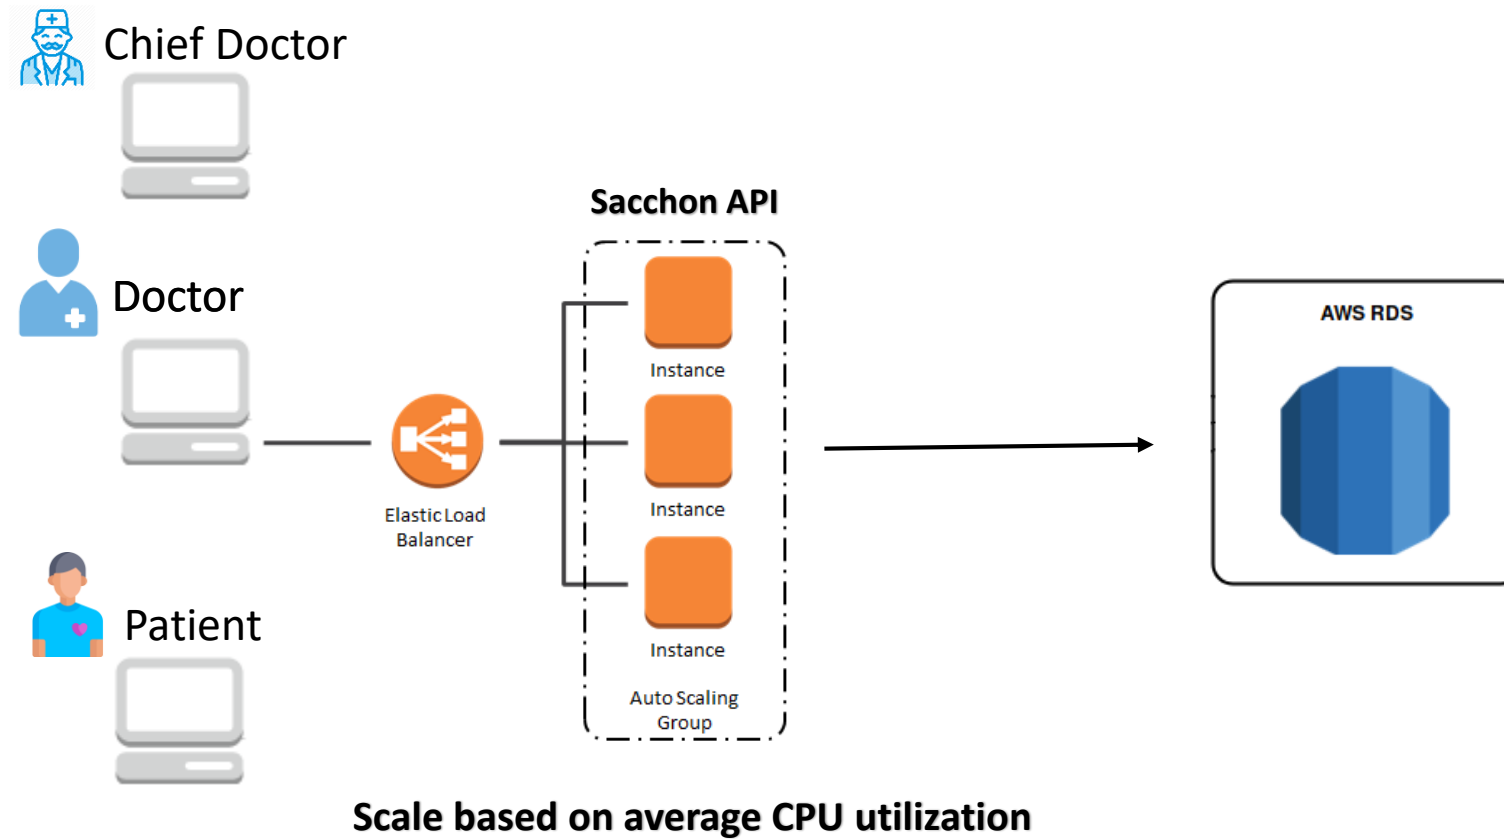 Chief Doctor
Sacchon API
Doctor
AWS RDS
Instance
Instance
Elastic Load
Balancer
Patient
Instance
Auto Scaling
Group
Scale based on average CPU utilization